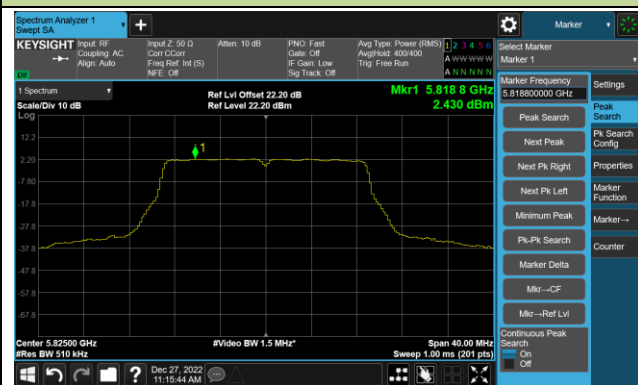 Spectrum Analyzer 1
Swept SA
Marker
KEYSIGHT
Input: RF
Coupling: AC
Align: Auto
Input Z: 50 Ω
Corr CCorr
Freq Ref: Int (S)
NFE: Off
Atten: 10 dB
PNO: Fast
Gate: Off
IF Gain: Low
Sig Track: Off
Avg Type: Power (RMS)
Avg|Hold: 400/400
Trig: Free Run
1 2 3 4 5 6
A W W W W W
A N N N N N
Select Marker
Marker 1
1 Spectrum
Scale/Div 10 dB
Log
Ref Lvl Offset 22.20 dB
Ref Level 22.20 dBm
Mkr1 5.818 8 GHz
2.430 dBm
Marker Frequency
5.818800000 GHz
Settings
Peak Search
Next Peak
Next Pk Right
Next Pk Left
Minimum Peak
Pk-Pk Search
Marker Delta
Mkr→CF
Mkr→Ref Lvl
Continuous Peak
Search
On
Off
Peak
Search
Pk Search
Config
Properties
Marker
Function
Marker→
Counter
12.2
2.20
-7.80
-17.8
-27.8
-37.8
-47.8
-57.8
-67.8
1
Center 5.82500 GHz
#Res BW 510 kHz
#Video BW 1.5 MHz*
Span 40.00 MHz
Sweep 1.00 ms (201 pts)
Dec 27, 2022
11:15:44 AM